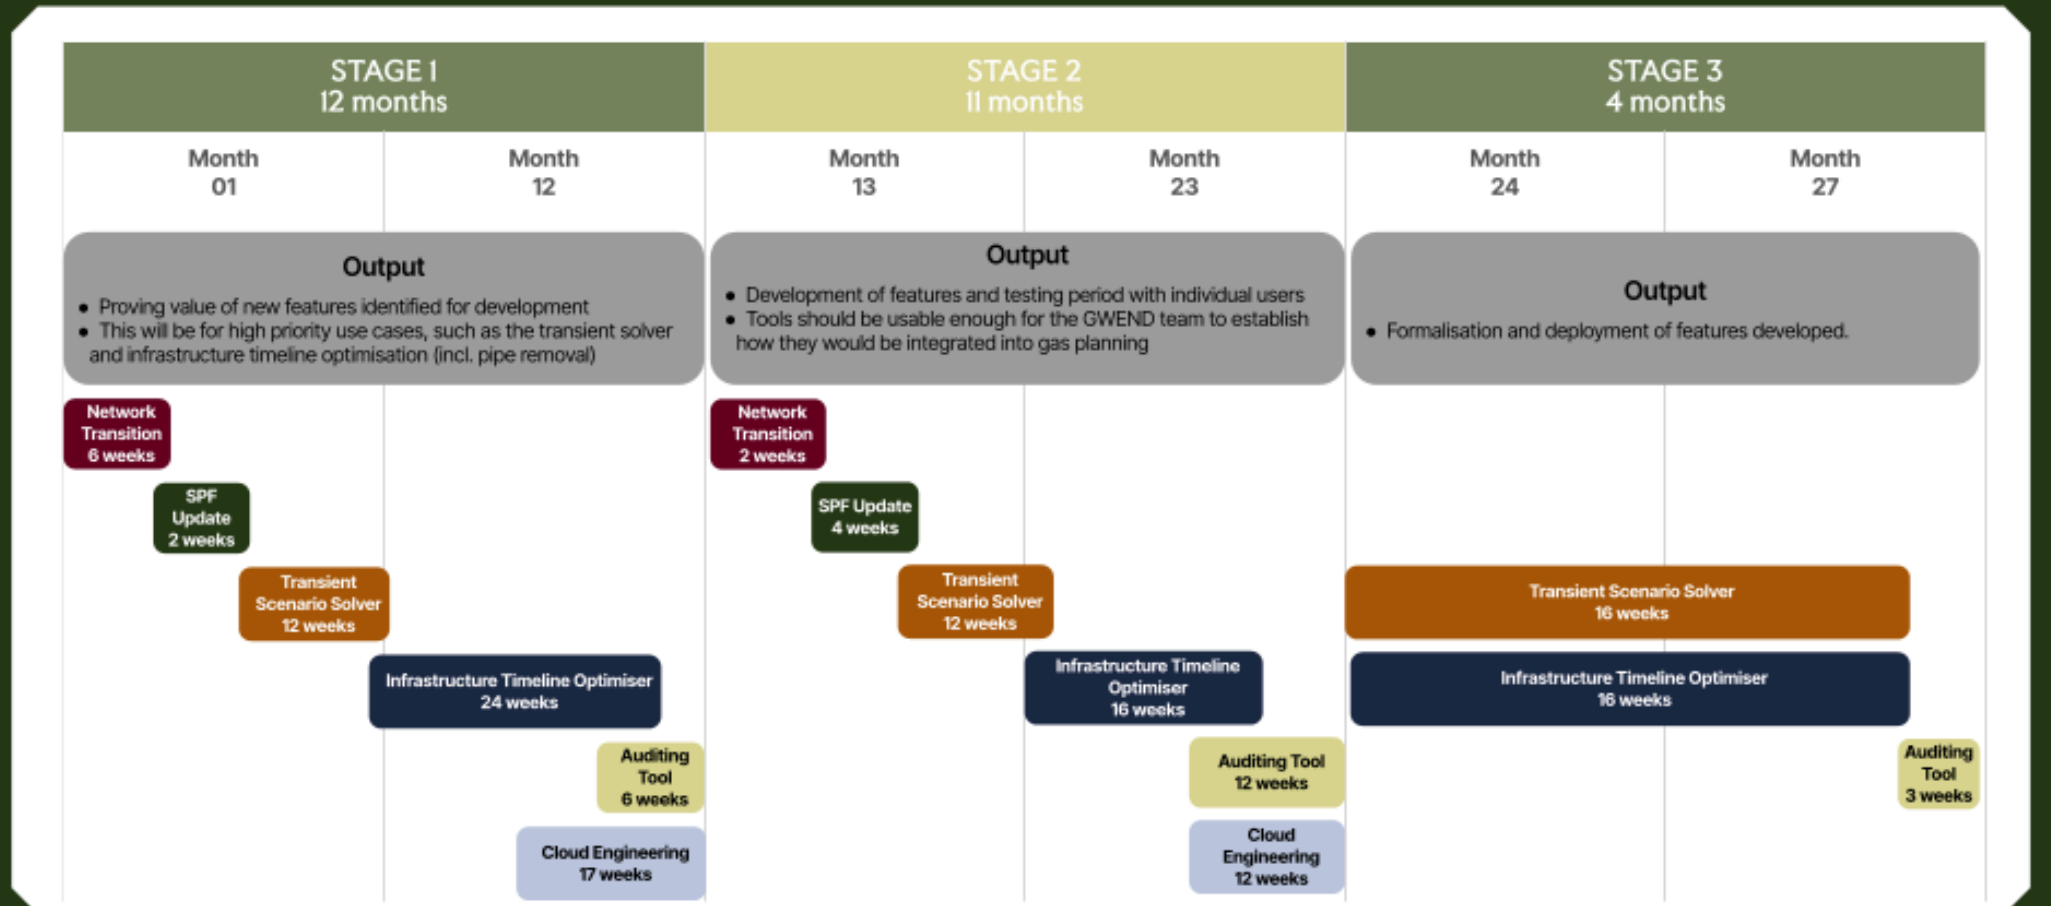 STAGE 1
12 months
STAGE 2
11 months
STAGE 3
4 months
Month
01
Month
12
Month
13
Month
23
Month
24
Month
27
Output
• Proving value of new features identified for development
• This will be for high priority use cases, such as the transient solver
and infrastructure timeline optimisation (incl. pipe removal)
Output
• Development of features and testing period with individual users
• Tools should be usable enough for the GWEND team to establish
how they would be integrated into gas planning
Output
• Formalisation and deployment of features developed.
Network
Transition
6 weeks
Network
Transition
2 weeks
SPF
Update
2 weeks
SPF Update
4 weeks
Transient
Scenario Solver
12 weeks
Transient
Scenario Solver
12 weeks
Transient Scenario Solver
16 weeks
Infrastructure Timeline Optimiser
24 weeks
Infrastructure Timeline
Optimiser
16 weeks
Infrastructure Timeline Optimiser
16 weeks
Auditing
Tool
6 weeks
Auditing Tool
12 weeks
Auditing
Tool
3 weeks
Cloud Engineering
17 weeks
Cloud
Engineering
12 weeks